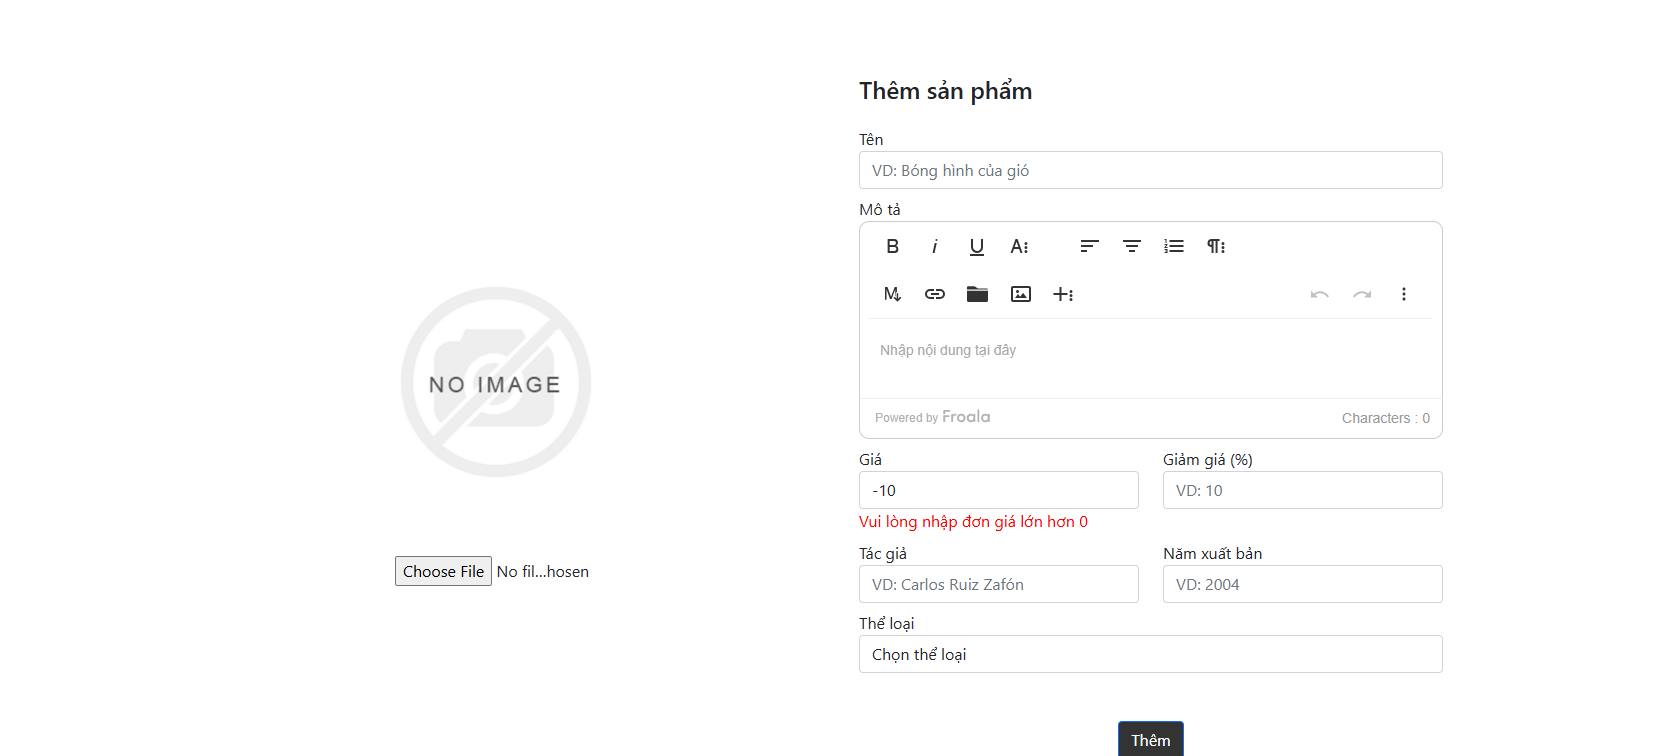 NO IMAGE
Choose File No fil...hosen
Thêm sản phẩm
Tên
VD: Bóng hình của gió
Mô tả
Nhập nội dung tại đây
Powered by Froala Characters : 0
Giá Giảm giá (%)
-10 VD: 10
Vui lòng nhập đơn giá lớn hơn 0
Tác giả Năm xuất bản
VD: Carlos Ruiz Zafón VD: 2004
Thể loại
Chọn thể loại
Thêm